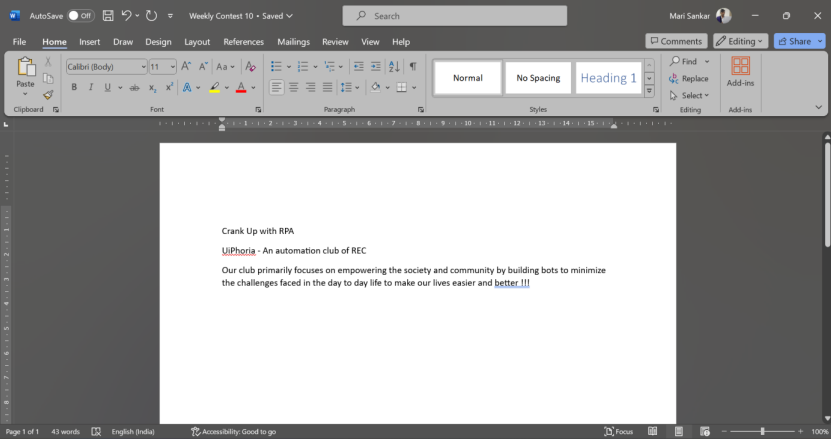 AutoSave Off Weekly Contest 10 • Saved Search Mari Sankar
File Home Insert Draw Design Layout References Mailings Review View Help Comments Editing Share
Paste Calibri (Body) 11 Aa Normal No Spacing Heading 1 Find Replace Select Add-ins
Clipboard Font Paragraph Styles Editing Add-ins
Crank Up with RPA
UiPhoria - An automation club of REC
Our club primarily focuses on empowering the society and community by building bots to minimize
the challenges faced in the day to day life to make our lives easier and better !!!
Page 1 of 1 43 words English (India) Accessibility: Good to go Focus 100%